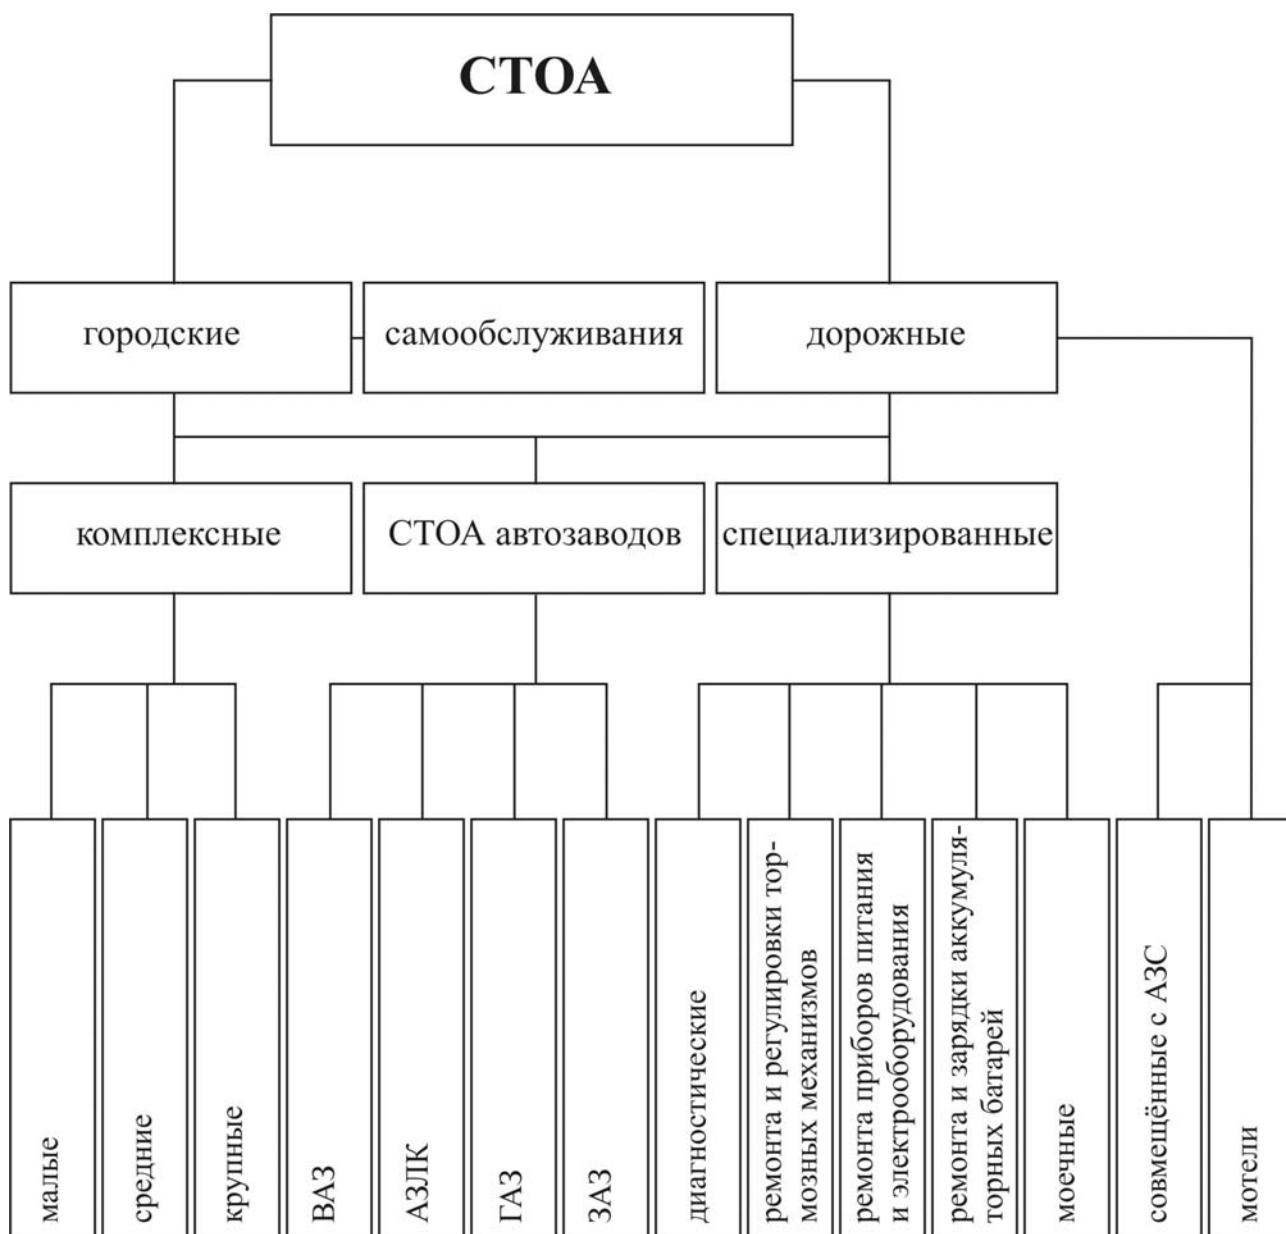 СТОА
городские
самообслуживания
дорожные
комплексные
СТОА автозаводов
специализированные
малые
средние
крупные
ВАЗ
АЗЛК
ГАЗ
ЗАЗ
диагностические
ремонта и регулировки тор-
мозных механизмов
ремонта приборов питания
и электрооборудования
ремонта и зарядки аккумуля-
торных батарей
моечные
совмещённые с АЗС
мотели